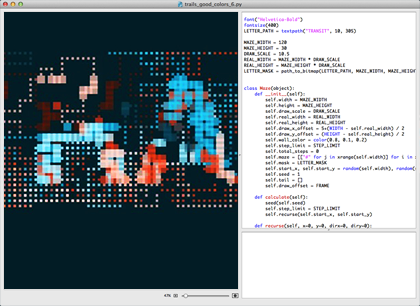 trails_good_colors_6.py
font("Helvetica-Bold")
fontsize(400)
LETTER_PATH = textpath("TRANSIT", 10, 305)
MAZE_WIDTH = 120
MAZE_HEIGHT = 30
DRAW_SCALE = 10.6
REAL_WIDTH = MAZE_WIDTH * DRAW_SCALE
REAL_HEIGHT = MAZE_HEIGHT * DRAW_SCALE
LETTER_MASK = path_to_bitmap(LETTER_PATH, MAZE_WIDTH, MAZE_HEIGHT
class Maze(object):
def __init__(self):
self.width = MAZE_WIDTH
self.height = MAZE_HEIGHT
self.draw_scale = DRAW_SCALE
self.real_width = REAL_WIDTH
self.real_height = REAL_HEIGHT
self.draw_x_offset = 5+(WIDTH - self.real_width) / 2
self.draw_y_offset = (HEIGHT - self.real_height) / 2
self.wall_color = color(0.0, 0.1, 0.2)
self.step_limit = STEP_LIMIT
self.total_steps = 0
self.maze = [["#" for j in xrange(self.width)] for i in
self.mask = LETTER_MASK
self.start_x, self.start_y = random(self.width), random(
self.seed = 1
self.tail = []
self.draw_offset = FRAME
def calculate(self):
seed(self.seed)
self.step_limit = STEP_LIMIT
self.recurse(self.start_x, self.start_y)
def recurse(self, x=0, y=0, dirx=0, diry=0):